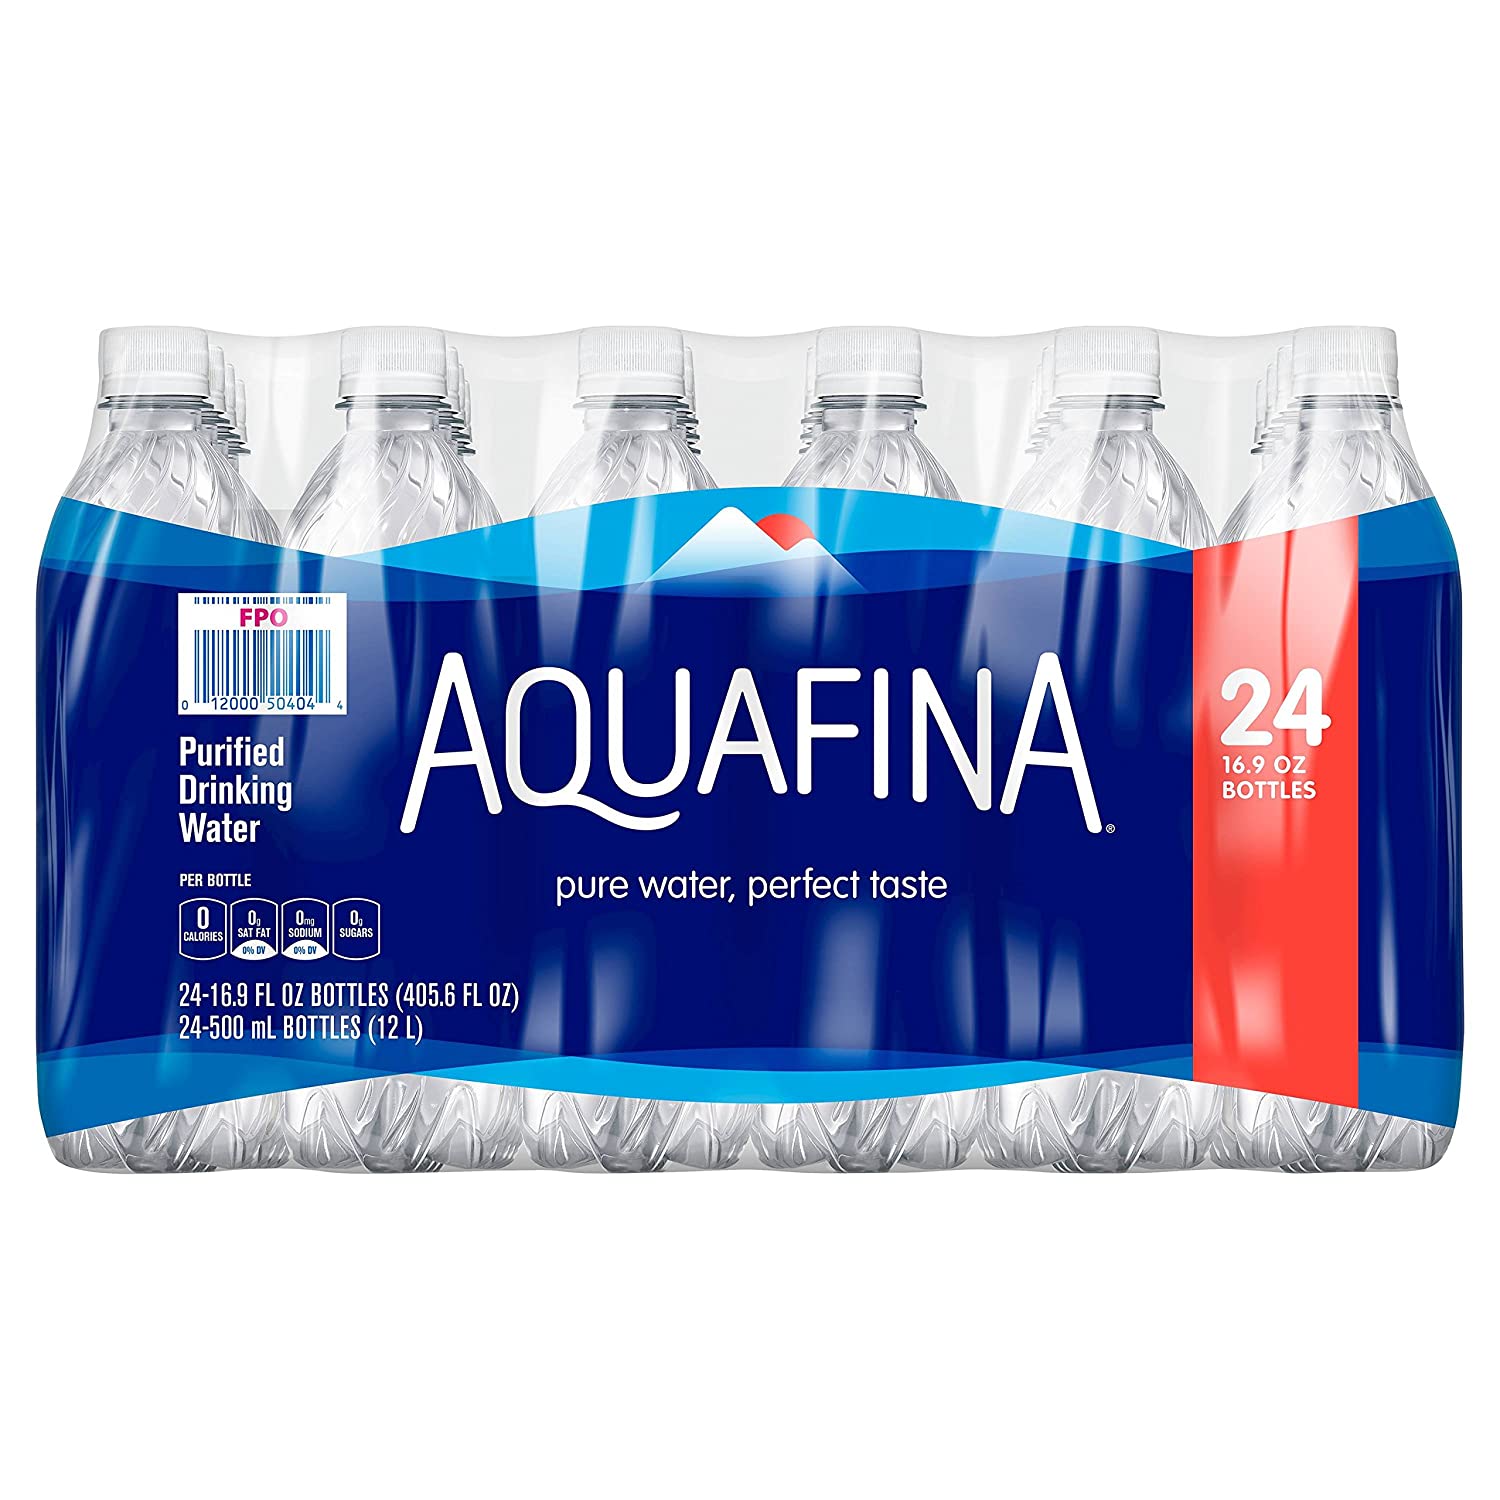 FPO
0 12000 50404 4
Purified
Drinking
Water
PER BOTTLE
0
CALORIES
0g
SAT FAT
0% DV
0mg
SODIUM
0% DV
0g
SUGARS
24-16.9 FL OZ BOTTLES (405.6 FL OZ)
24-500 mL BOTTLES (12 L)
AQUAFINA®
pure water, perfect taste
24
16.9 OZ
BOTTLES